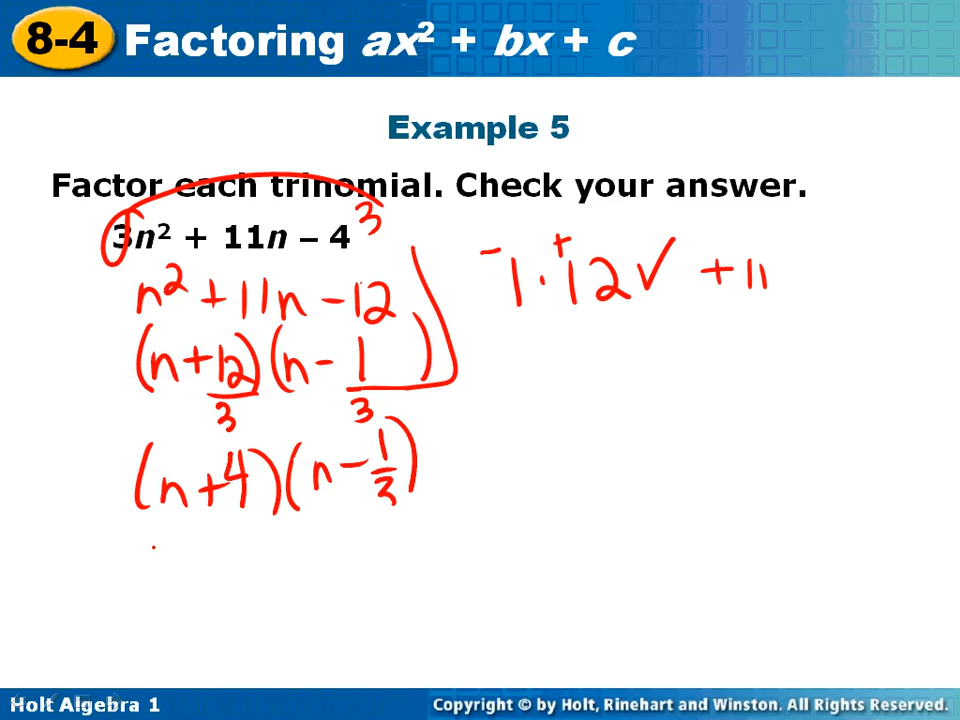 8-4 Factoring ax² + bx + c
Example 5
Factor each trinomial. Check your answer.
3n² + 11n – 4 3
n² + 11n - 12
-1 · +12 ✓ +11
(n + 12/3)(n - 1/3)
(n + 4)(n - 1/3)
Holt Algebra 1
Copyright © by Holt, Rinehart and Winston. All Rights Reserved.